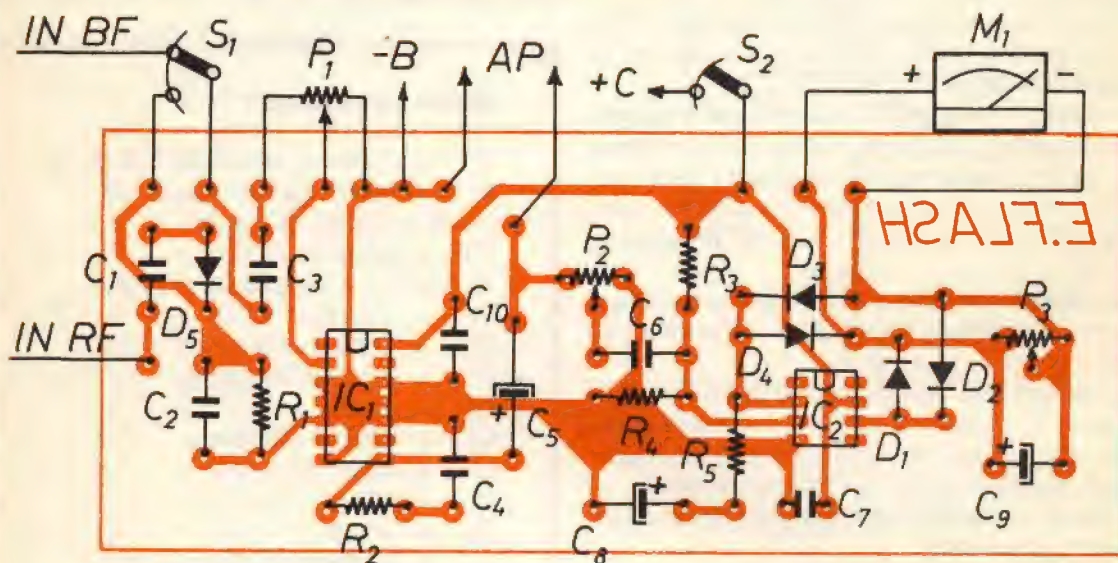 IN BF
S1
P1
-B
AP
+C
S2
M1
+ -
E.FLASH
C1
D5
C3
C10
P2
C6
R3
D3
P3
IN RF
C2
R1
IC1
+
C5
R4
D4
R5
IC2
D1
D2
R2
C4
C8
+
C7
C9
+